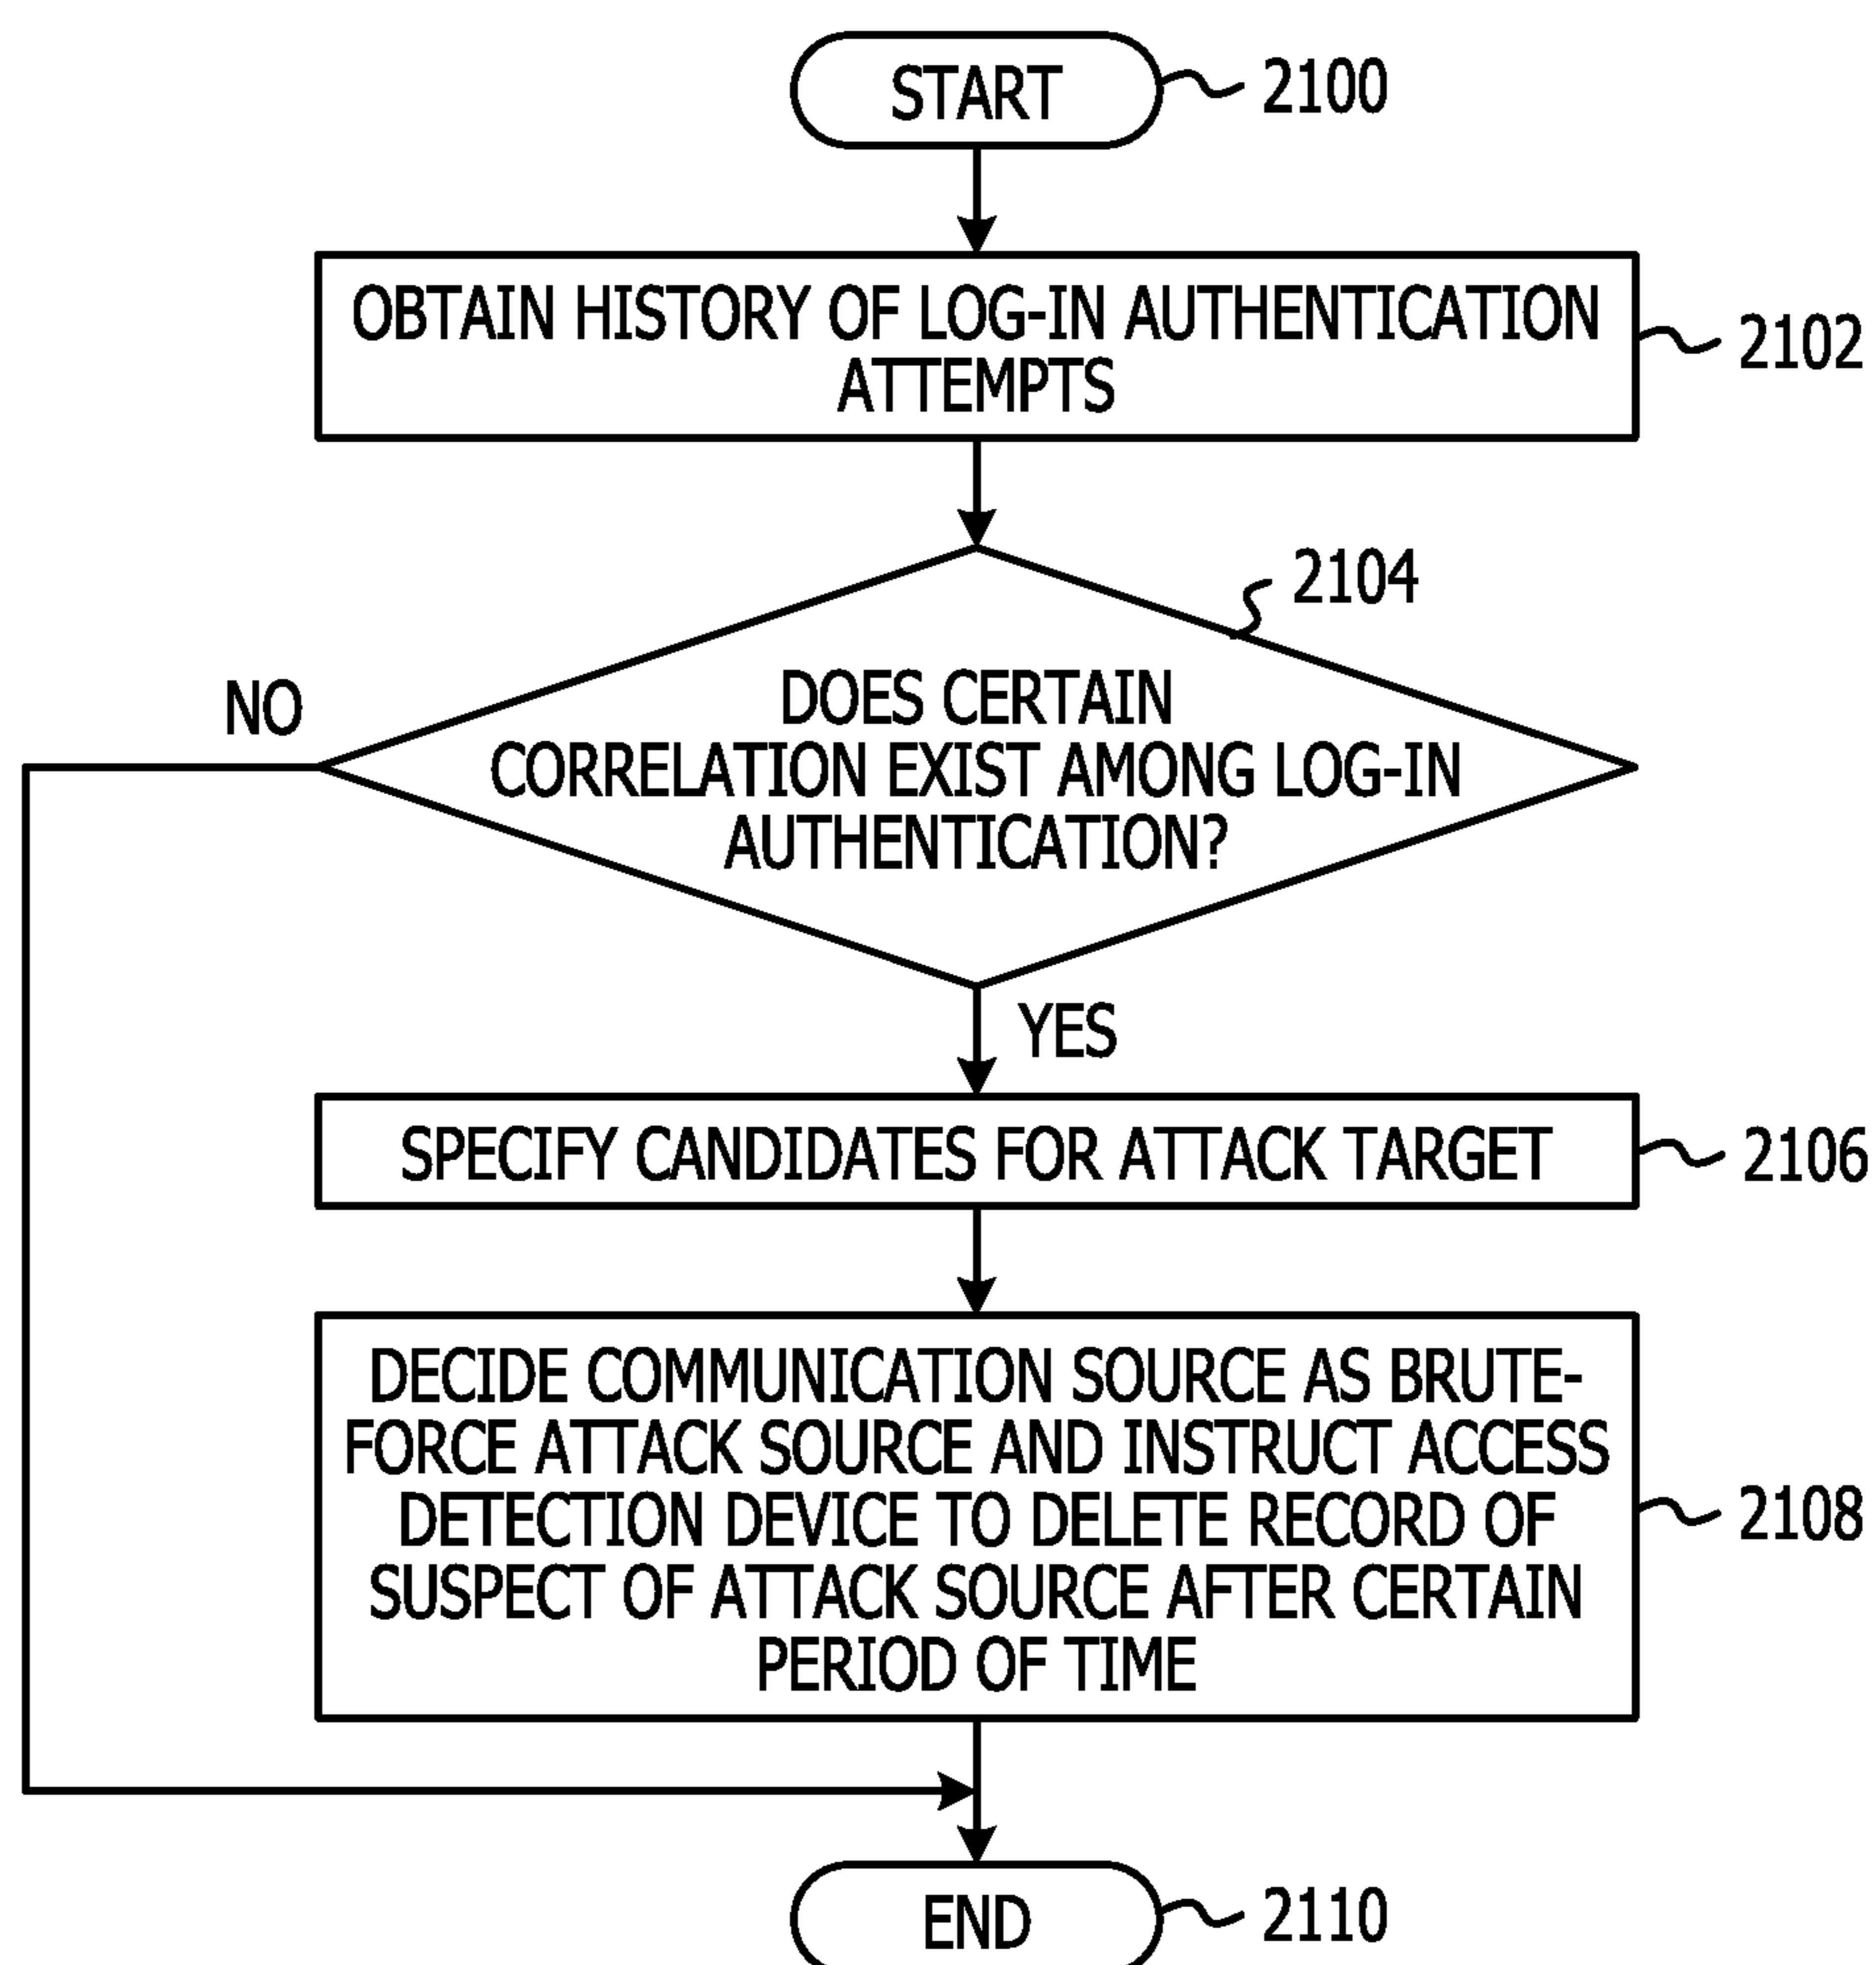 START
2100
OBTAIN HISTORY OF LOG-IN AUTHENTICATION
ATTEMPTS
2102
2104
DOES CERTAIN
CORRELATION EXIST AMONG LOG-IN
AUTHENTICATION?
NO
YES
SPECIFY CANDIDATES FOR ATTACK TARGET
2106
DECIDE COMMUNICATION SOURCE AS BRUTE-
FORCE ATTACK SOURCE AND INSTRUCT ACCESS
DETECTION DEVICE TO DELETE RECORD OF
SUSPECT OF ATTACK SOURCE AFTER CERTAIN
PERIOD OF TIME
2108
END
2110